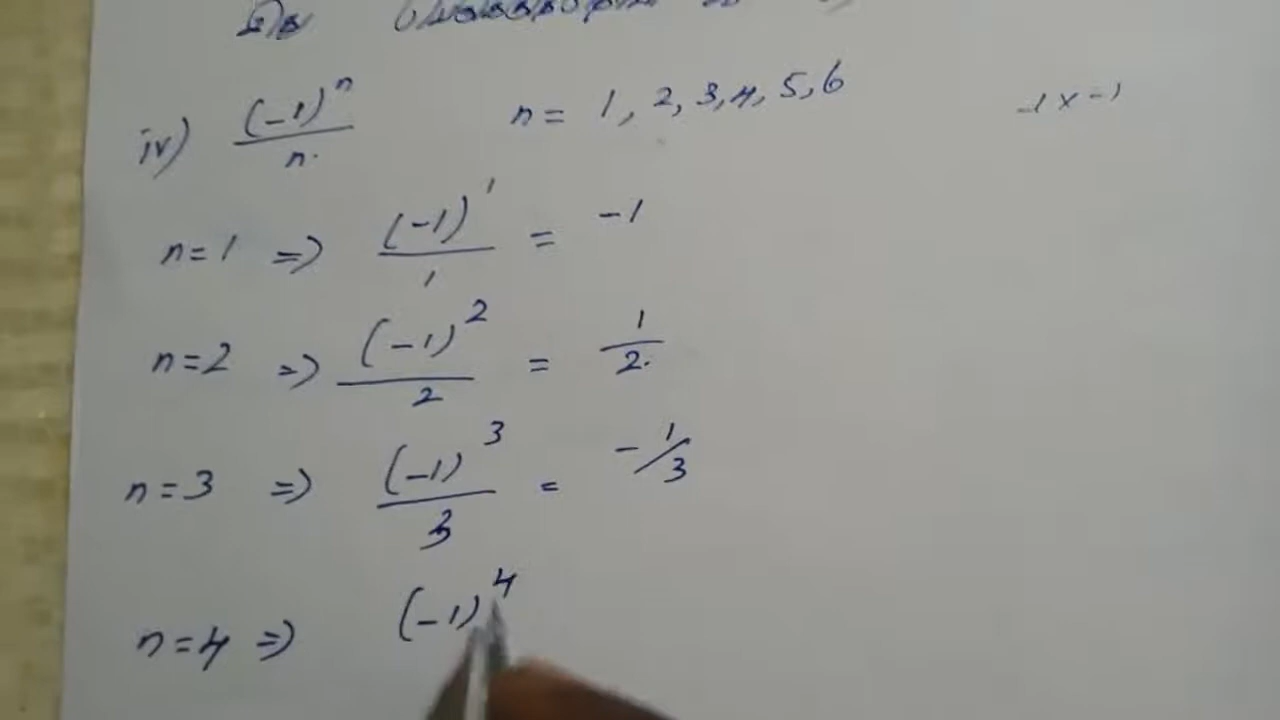 iv) (-1)^n / n. n = 1, 2, 3, 4, 5, 6 -1 x -1
n = 1 => (-1)^1 / 1 = -1
n = 2 => (-1)^2 / 2 = 1 / 2.
n = 3 => (-1)^3 / 3 = - 1/3
n = 4 => (-1)^4